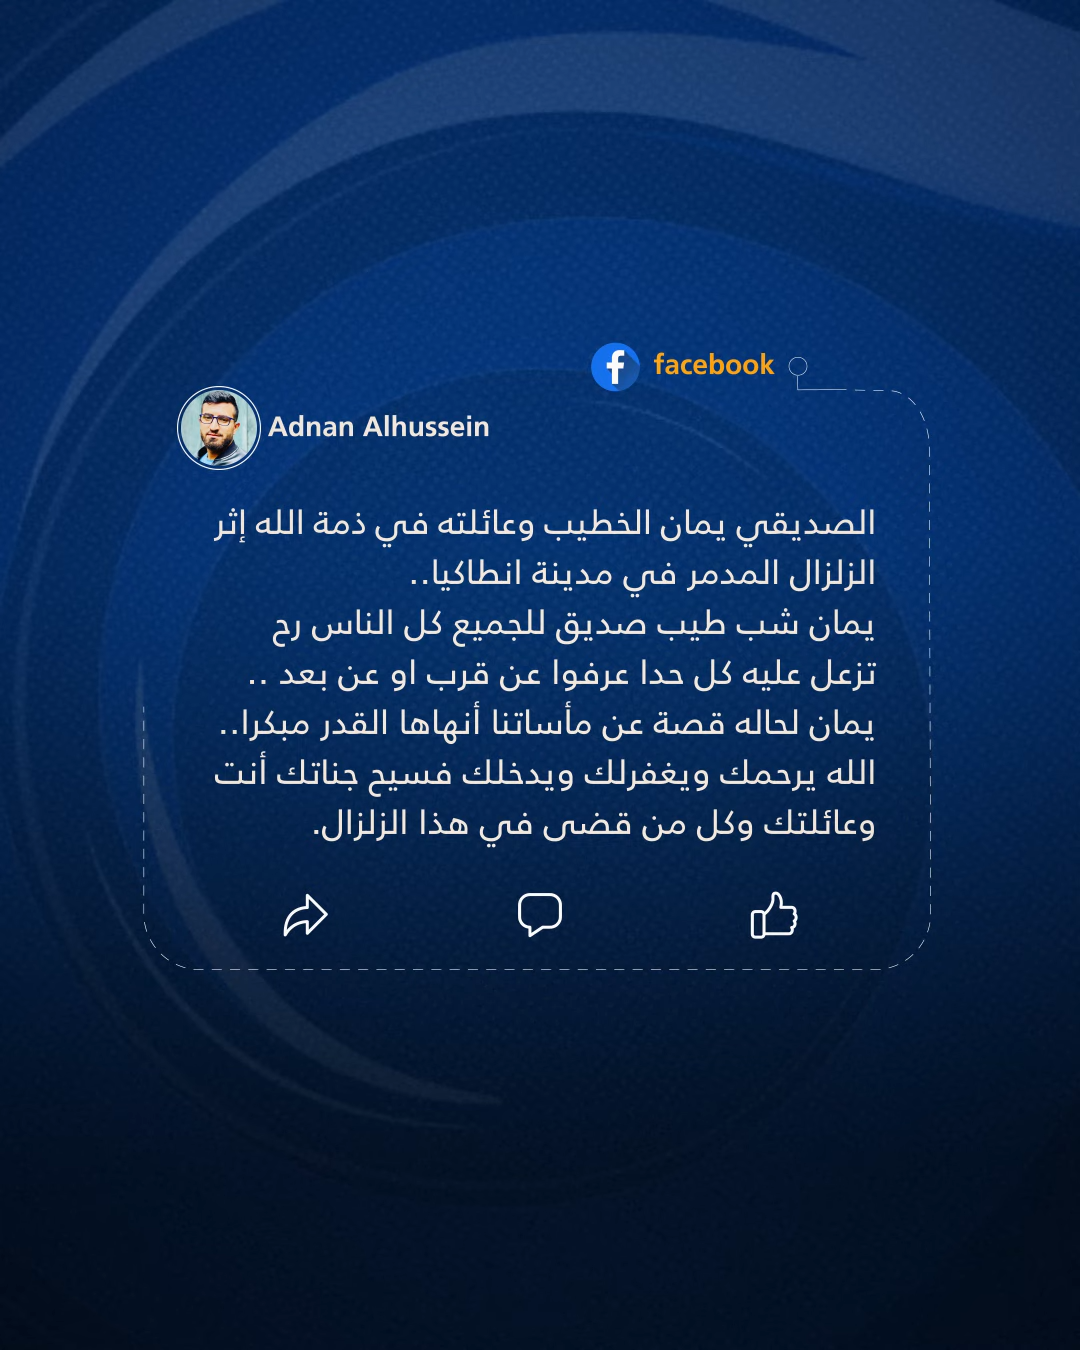 facebook
Adnan Alhussein
الصديقي يمان الخطيب وعائلته في ذمة الله إثر
الزلزال المدمر في مدينة انطاكيا..
يمان شب طيب صديق للجميع كل الناس رح
تزعل عليه كل حدا عرفوا عن قرب او عن بعد ..
يمان لحاله قصة عن مأساتنا أنهاها القدر مبكرا..
الله يرحمك ويغفرلك ويدخلك فسيح جناتك أنت
وعائلتك وكل من قضى في هذا الزلزال.